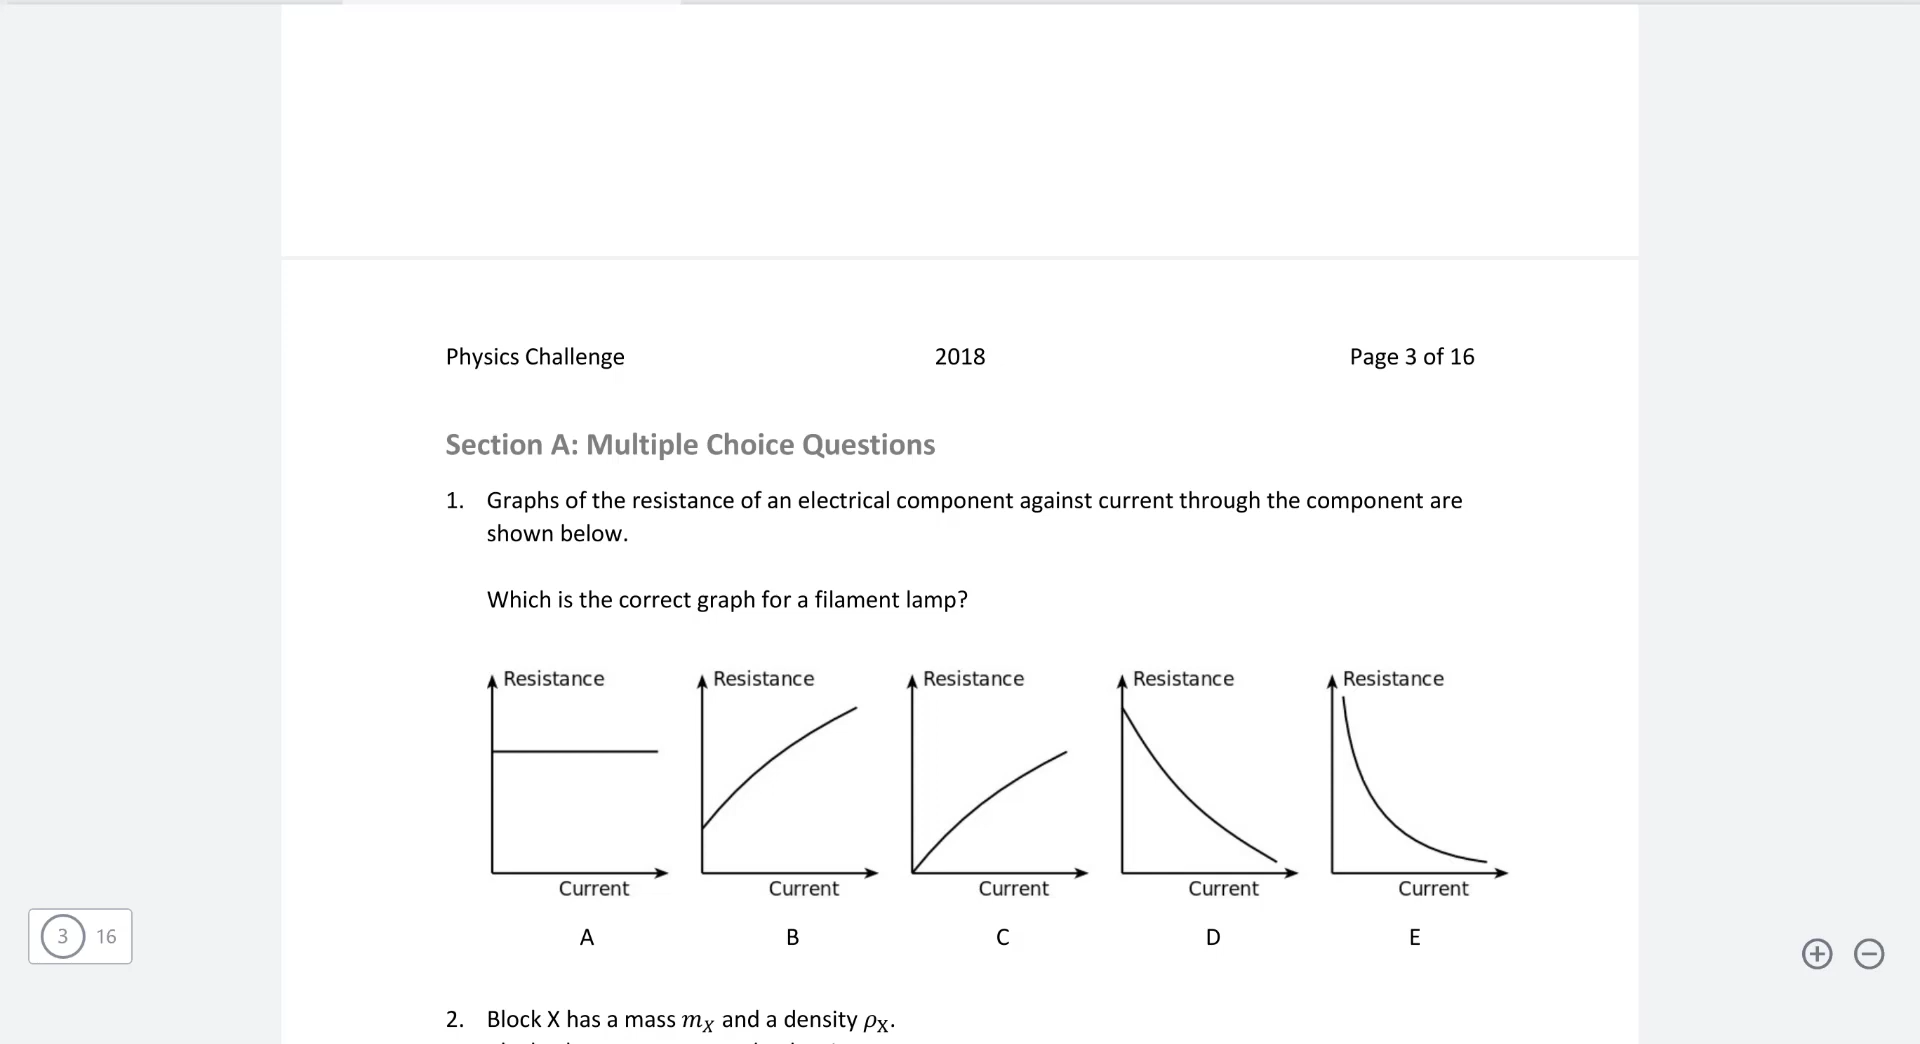 Physics Challenge 2018 Page 3 of 16
Section A: Multiple Choice Questions
1. Graphs of the resistance of an electrical component against current through the component are
shown below.
Which is the correct graph for a filament lamp?
Resistance Resistance Resistance Resistance Resistance
Current Current Current Current Current
A B C D E
3 16
2. Block X has a mass m_X and a density ρ_X.